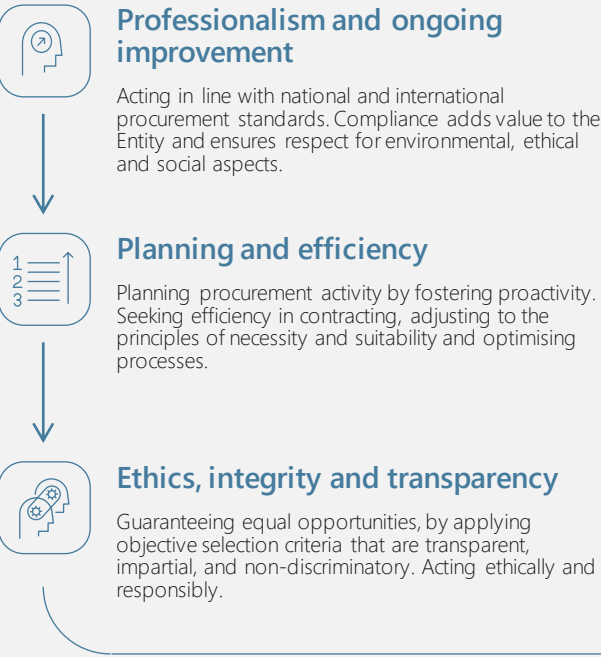 Professionalism and ongoing
improvement
Acting in line with national and international
procurement standards. Compliance adds value to the
Entity and ensures respect for environmental, ethical
and social aspects.
1
2
3
Planning and efficiency
Planning procurement activity by fostering proactivity.
Seeking efficiency in contracting, adjusting to the
principles of necessity and suitability and optimising
processes.
Ethics, integrity and transparency
Guaranteeing equal opportunities, by applying
objective selection criteria that are transparent,
impartial, and non-discriminatory. Acting ethically and
responsibly.